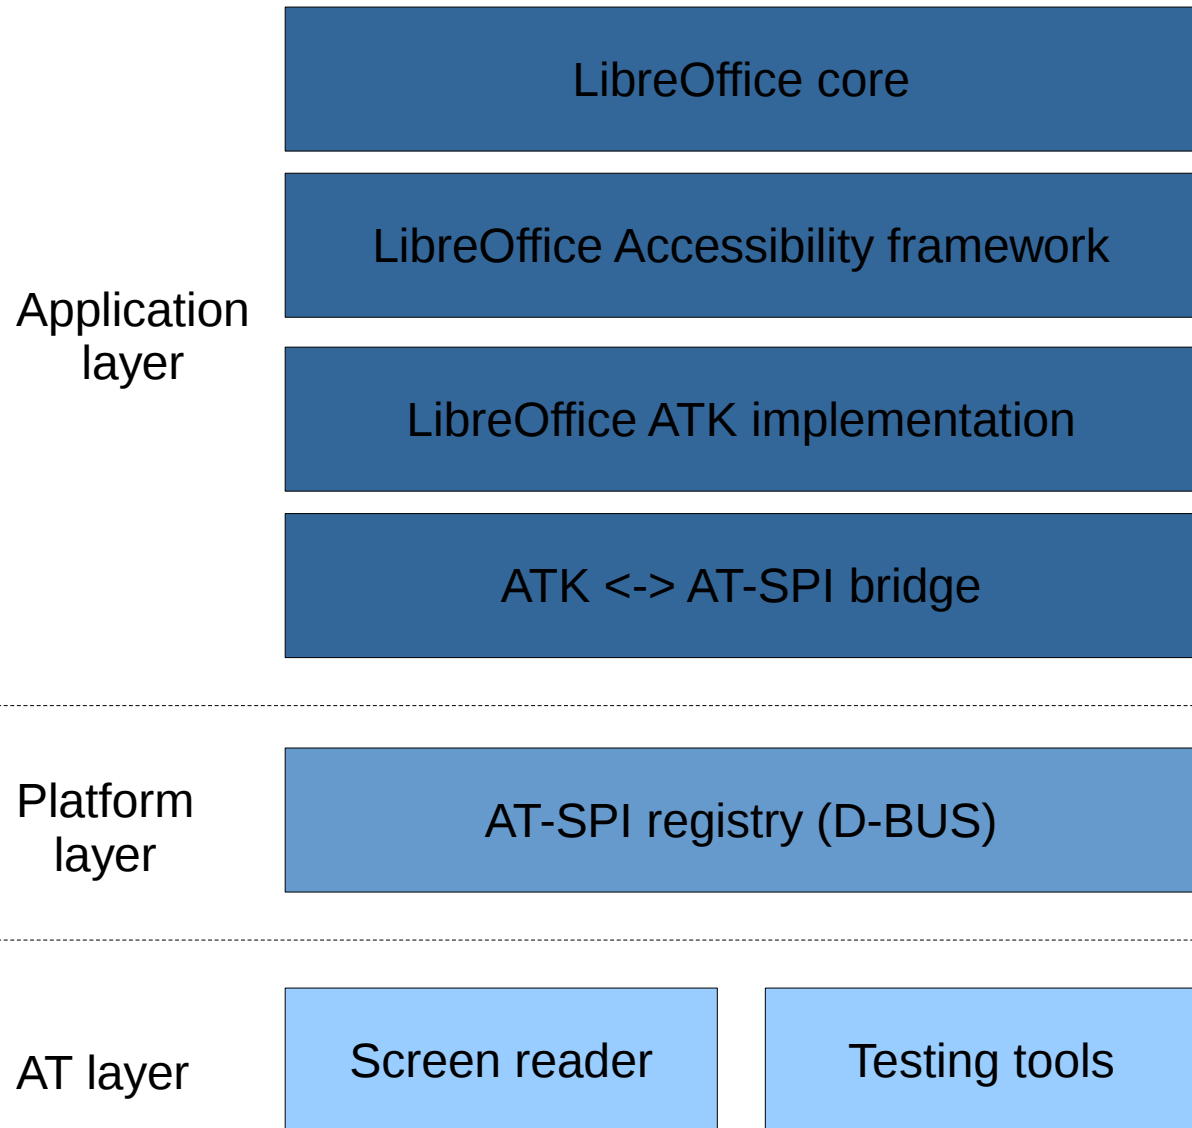 LibreOffice core
LibreOffice Accessibility framework
Application
layer
LibreOffice ATK implementation
ATK <-> AT-SPI bridge
Platform
layer
AT-SPI registry (D-BUS)
AT layer
Screen reader
Testing tools